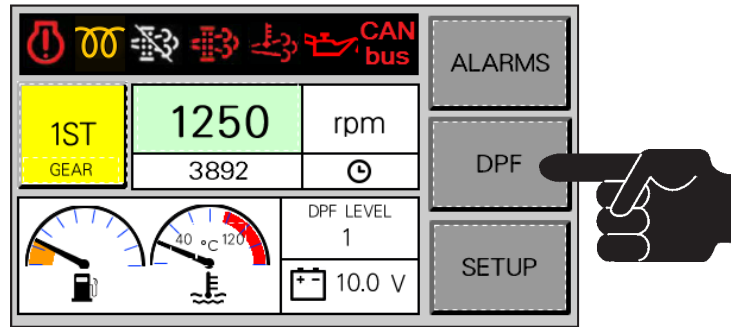 CAN
bus
ALARMS
1ST
GEAR
1250 rpm
3892
DPF
40 °C 120
DPF LEVEL
1
10.0 V
SETUP